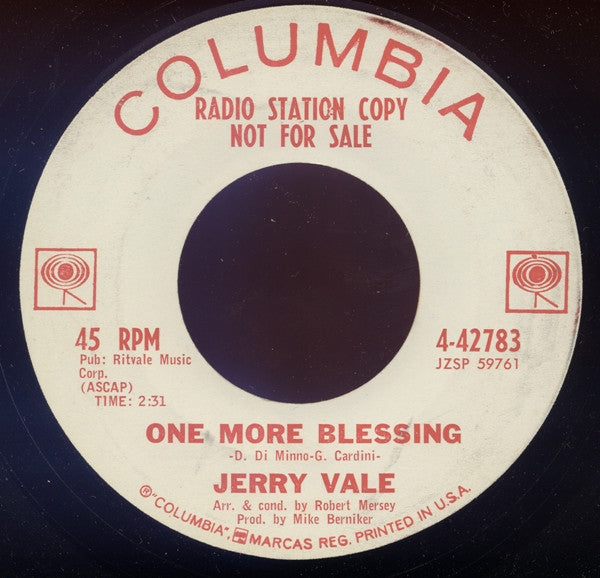 COLUMBIA
RADIO STATION COPY
NOT FOR SALE
45 RPM
Pub: Ritvale Music
Corp.
(ASCAP)
TIME: 2:31
4-42783
JZSP 59761
ONE MORE BLESSING
-D. Di Minno-G. Cardini-
JERRY VALE
Arr. & cond. by Robert Mersey
Prod. by Mike Berniker
® "COLUMBIA", MARCAS REG. PRINTED IN U.S.A.